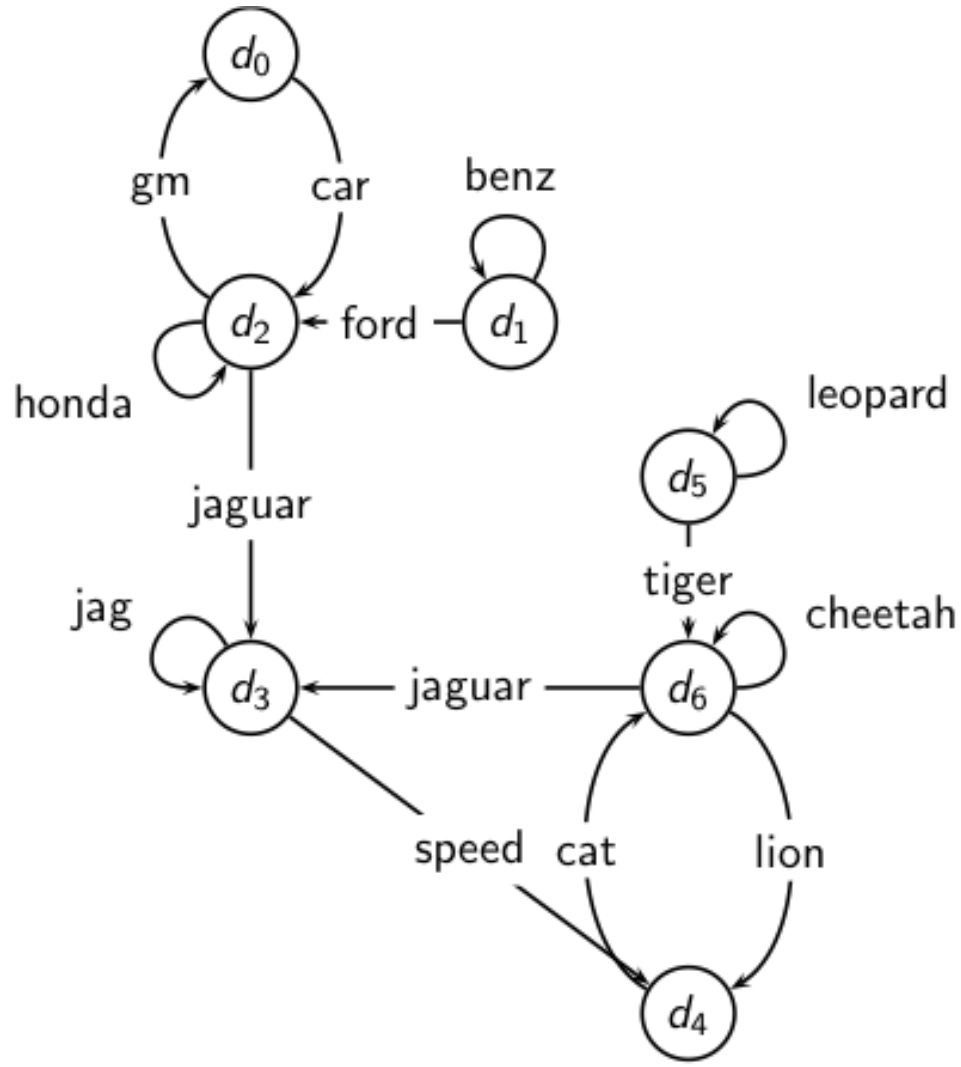 d₀
gm
car
benz
d₂
ford
d₁
honda
leopard
d₅
jaguar
tiger
jag
cheetah
d₃
jaguar
d₆
speed
cat
lion
d₄